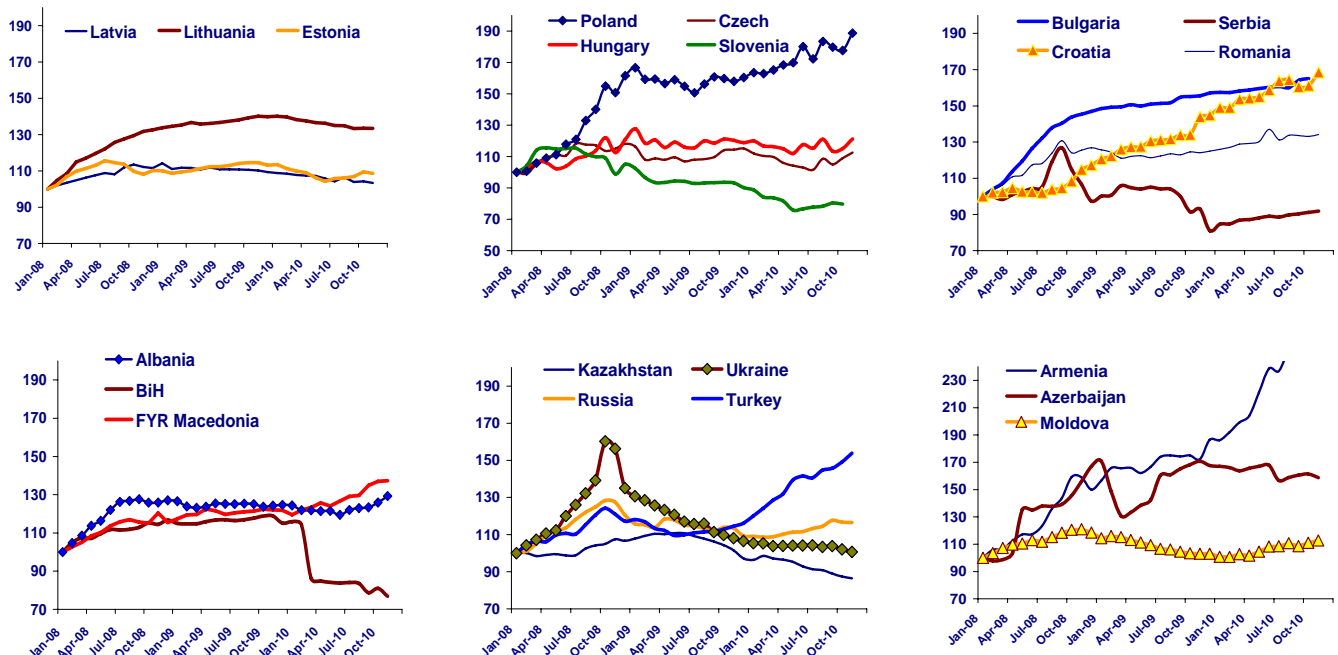 190
170
150
130
110
90
70
Latvia Lithuania Estonia
Jan-08 Apr-08 Jul-08 Oct-08 Jan-09 Apr-09 Jul-09 Oct-09 Jan-10 Apr-10 Jul-10 Oct-10
190
170
150
130
110
90
70
50
Poland Czech
Hungary Slovenia
Jan-08 Apr-08 Jul-08 Oct-08 Jan-09 Apr-09 Jul-09 Oct-09 Jan-10 Apr-10 Jul-10 Oct-10
190
170
150
130
110
90
70
Bulgaria Serbia
Croatia Romania
Jan-08 Apr-08 Jul-08 Oct-08 Jan-09 Apr-09 Jul-09 Oct-09 Jan-10 Apr-10 Jul-10 Oct-10
190
170
150
130
110
90
70
Albania
BiH
FYR Macedonia
Jan-08 Apr-08 Jul-08 Oct-08 Jan-09 Apr-09 Jul-09 Oct-09 Jan-10 Apr-10 Jul-10 Oct-10
190
170
150
130
110
90
70
Kazakhstan Ukraine
Russia Turkey
Jan-08 Apr-08 Jul-08 Oct-08 Jan-09 Apr-09 Jul-09 Oct-09 Jan-10 Apr-10 Jul-10 Oct-10
230
210
190
170
150
130
110
90
70
Armenia
Azerbaijan
Moldova
Jan-08 Apr-08 Jul-08 Oct-08 Jan-09 Apr-09 Jul-09 Oct-09 Jan-10 Apr-10 Jul-10 Oct-10